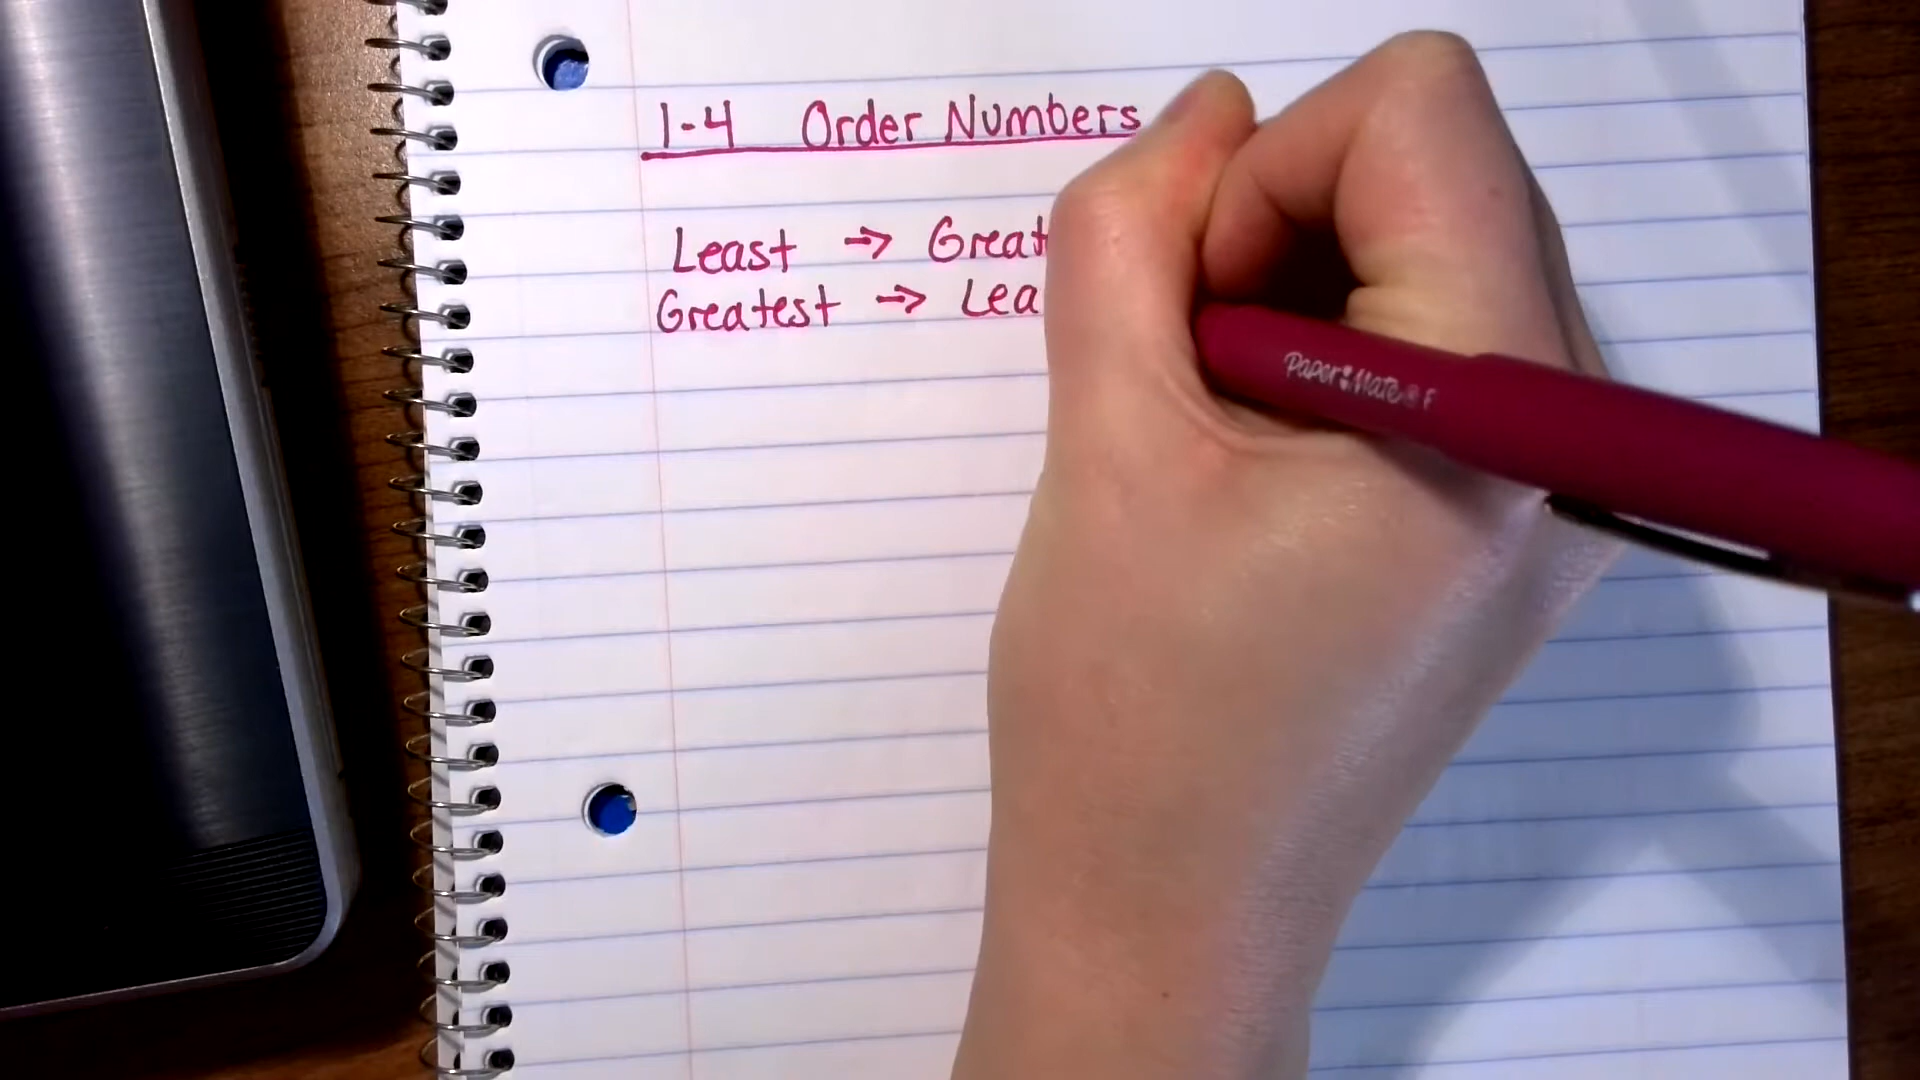 1-4 Order Numbers
Least → Great
Greatest → Lea
Paper Mate® F